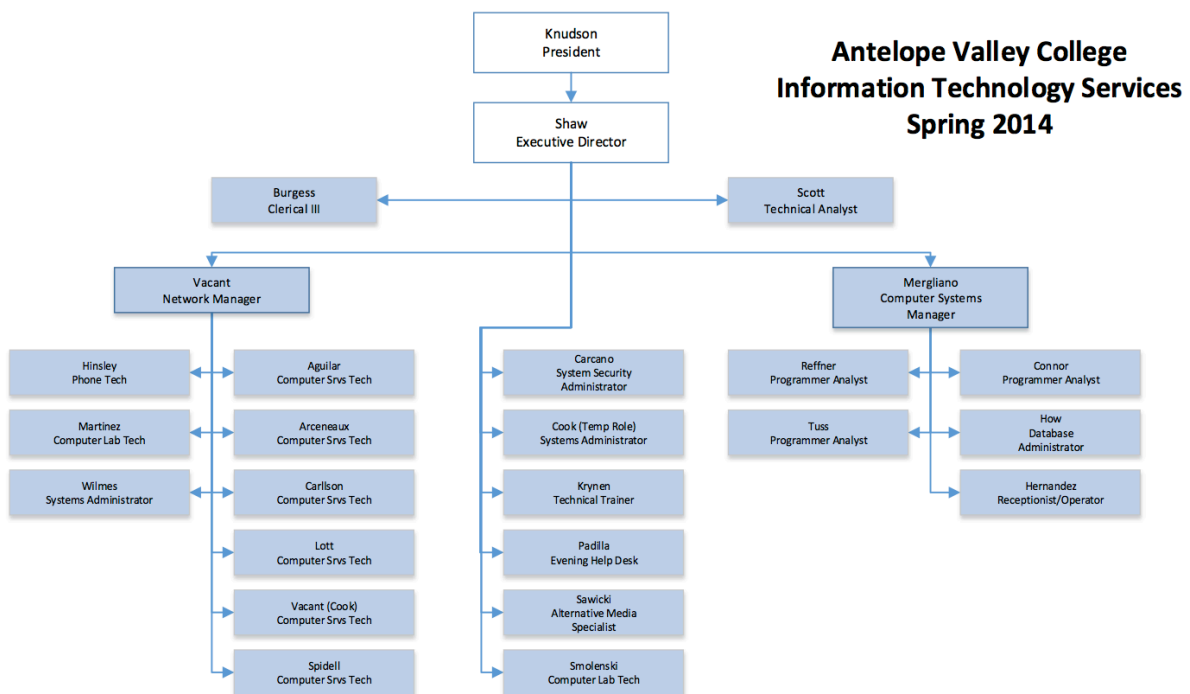 Knudson
President
Antelope Valley College
Information Technology Services
Spring 2014
Shaw
Executive Director
Burgess
Clerical III
Scott
Technical Analyst
Vacant
Network Manager
Mergliano
Computer Systems
Manager
Hinsley
Phone Tech
Aguilar
Computer Srvs Tech
Carcano
System Security
Administrator
Reffner
Programmer Analyst
Connor
Programmer Analyst
Martinez
Computer Lab Tech
Arceneaux
Computer Srvs Tech
Cook (Temp Role)
Systems Administrator
Tuss
Programmer Analyst
How
Database
Administrator
Wilmes
Systems Administrator
Carllson
Computer Srvs Tech
Krynen
Technical Trainer
Hernandez
Receptionist/Operator
Lott
Computer Srvs Tech
Padilla
Evening Help Desk
Vacant (Cook)
Computer Srvs Tech
Sawicki
Alternative Media
Specialist
Spidell
Computer Srvs Tech
Smolenski
Computer Lab Tech